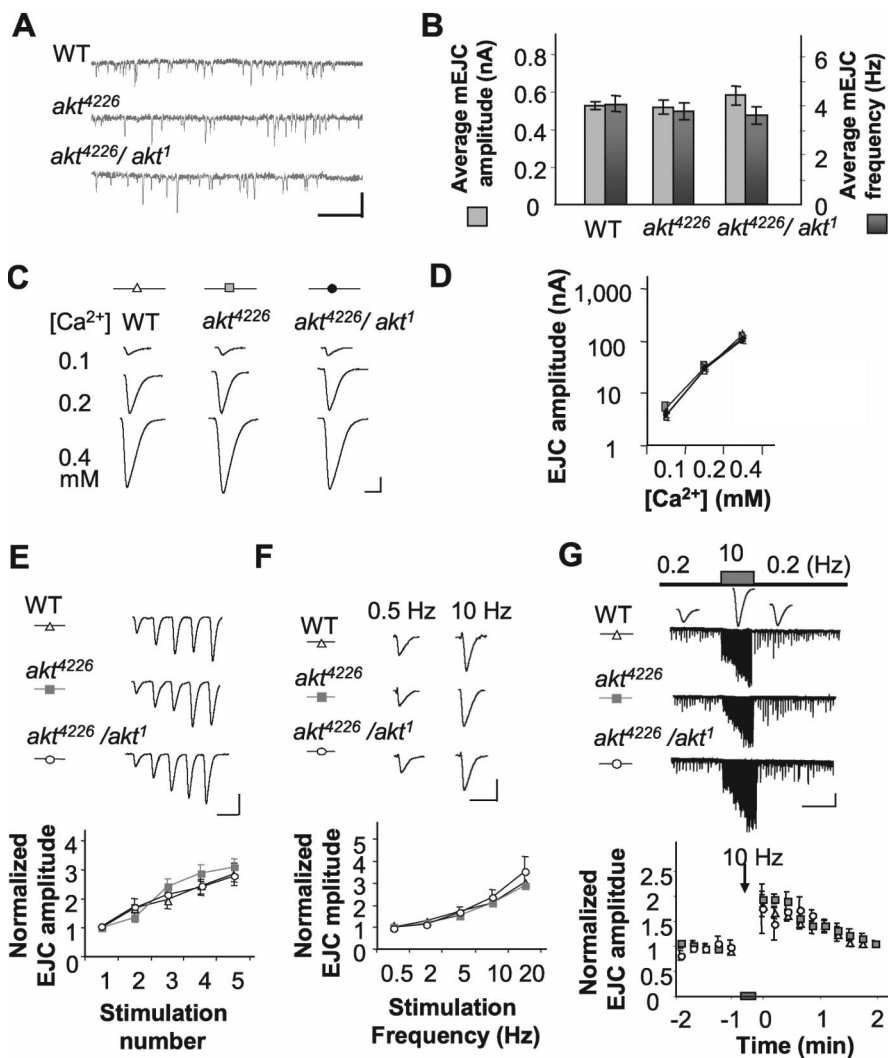 A
WT
akt4226
akt4226/ akt1
B
Average mEJC
amplitude (nA)
0.8
0.6
0.4
0.2
0
6
4
2
0
Average mEJC
frequency (Hz)
WT akt4226 akt4226/ akt1
C
[Ca2+] WT akt4226 akt4226/ akt1
0.1
0.2
0.4
mM
D
EJC amplitude (nA)
1,000
100
10
1
0.1 0.2 0.4
[Ca2+] (mM)
E
WT
akt4226
akt4226 /akt1
Normalized
EJC amplitude
4
3
2
1
0
1 2 3 4 5
Stimulation
number
F
0.5 Hz 10 Hz
WT
akt4226
akt4226 /akt1
Normalized
EJC mplitude
5
4
3
2
1
0
0.5 2 5 10 20
Stimulation
Frequency (Hz)
G
0.2 10 0.2 (Hz)
WT
akt4226
akt4226 /akt1
Normalized
EJC amplitdue
10 Hz
2.5
2
1.5
1
0.5
0
-2 -1 0 1 2
Time (min)